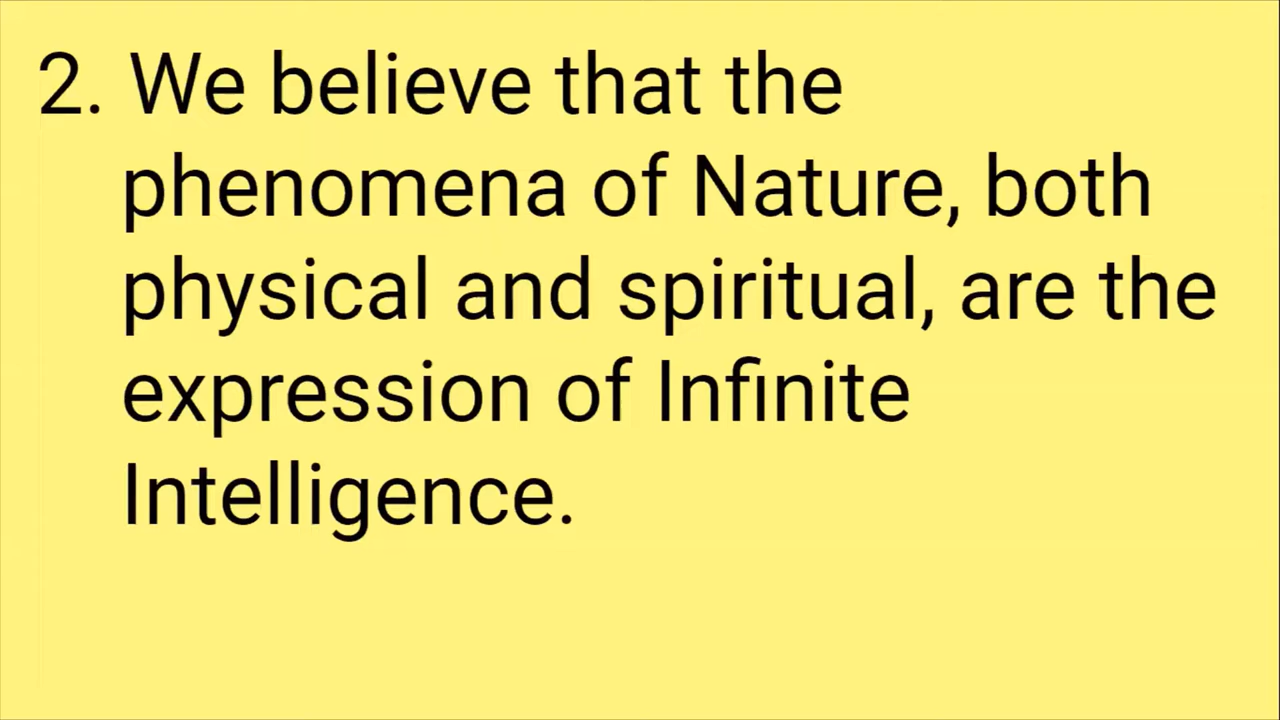 2. We believe that the
phenomena of Nature, both
physical and spiritual, are the
expression of Infinite
Intelligence.